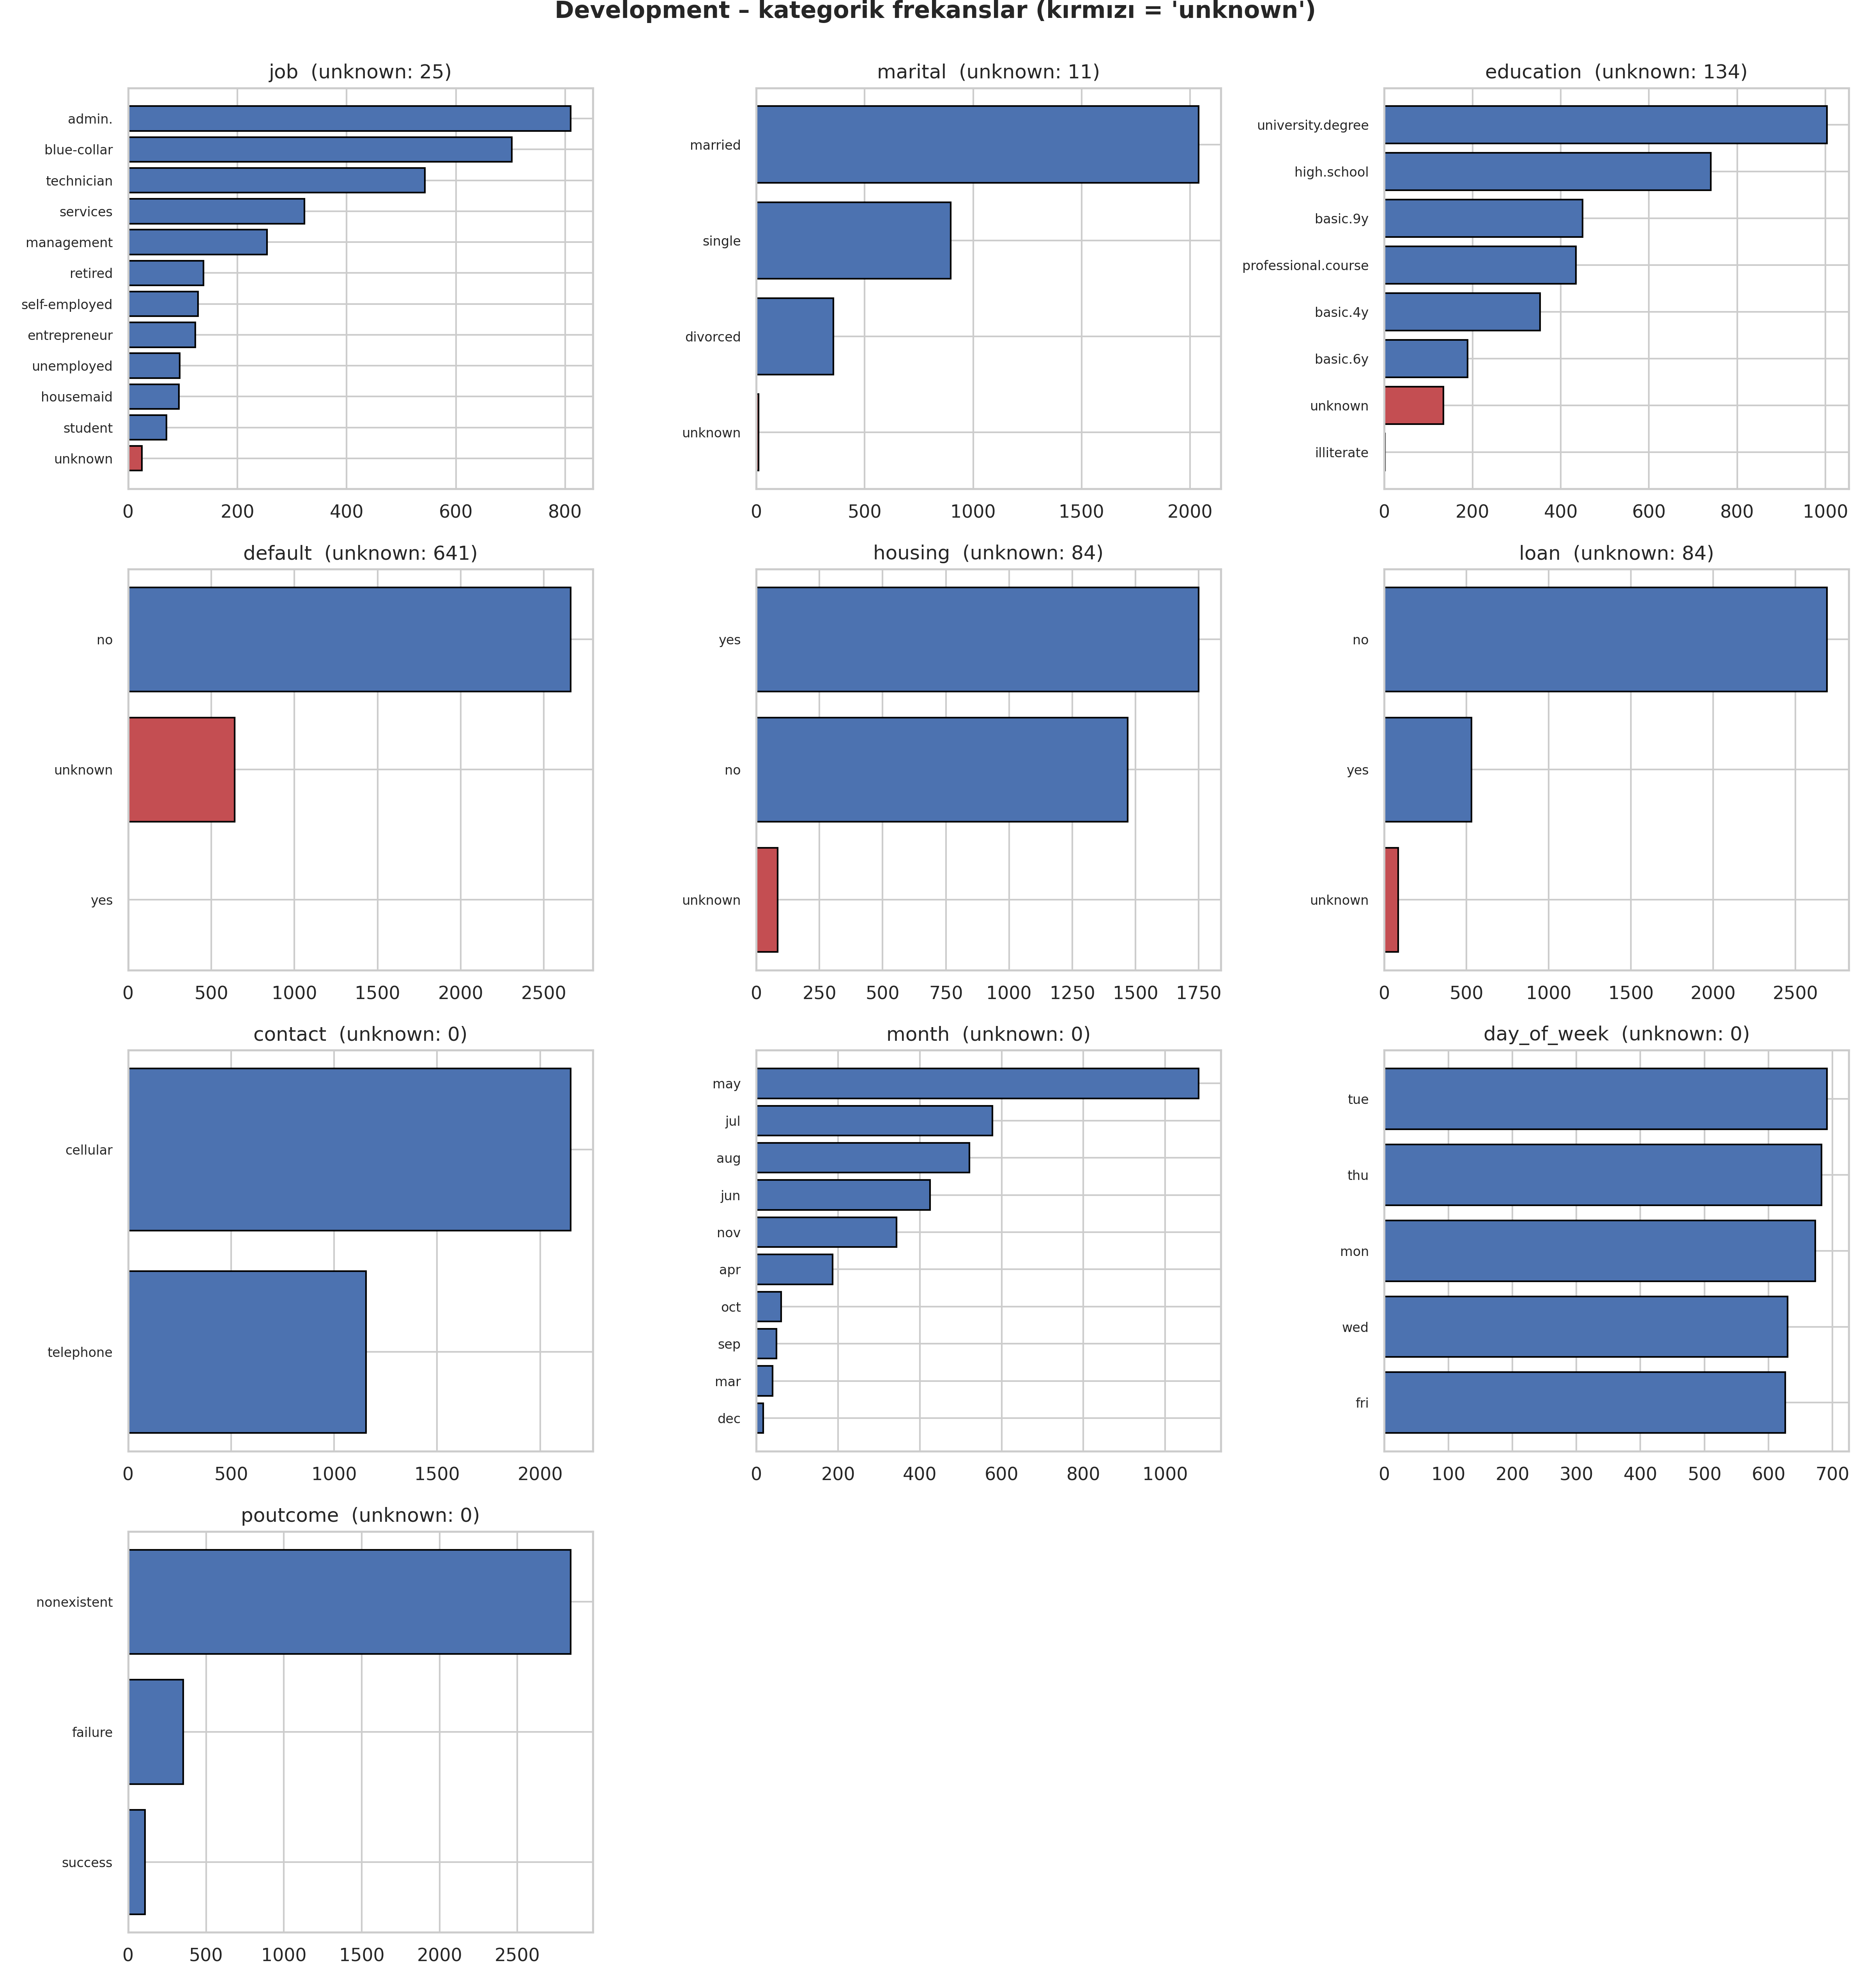 Development – kategorik frekanslar (kırmızı = 'unknown')
job (unknown: 25)
admin.
blue-collar
technician
services
management
retired
self-employed
entrepreneur
unemployed
housemaid
student
unknown
0 200 400 600 800
marital (unknown: 11)
married
single
divorced
unknown
0 500 1000 1500 2000
education (unknown: 134)
university.degree
high.school
basic.9y
professional.course
basic.4y
basic.6y
unknown
illiterate
0 200 400 600 800 1000
default (unknown: 641)
no
unknown
yes
0 500 1000 1500 2000 2500
housing (unknown: 84)
yes
no
unknown
0 250 500 750 1000 1250 1500 1750
loan (unknown: 84)
no
yes
unknown
0 500 1000 1500 2000 2500
contact (unknown: 0)
cellular
telephone
0 500 1000 1500 2000
month (unknown: 0)
may
jul
aug
jun
nov
apr
oct
sep
mar
dec
0 200 400 600 800 1000
day_of_week (unknown: 0)
tue
thu
mon
wed
fri
0 100 200 300 400 500 600 700
poutcome (unknown: 0)
nonexistent
failure
success
0 500 1000 1500 2000 2500